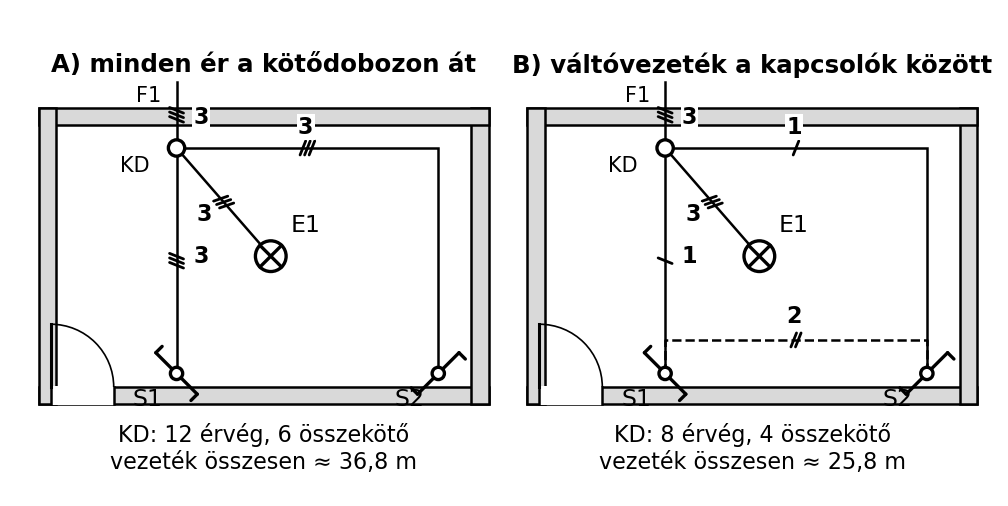 A) minden ér a kötődobozon át
F1
3
3
KD
3
E1
3
S1
S2
KD: 12 érvég, 6 összekötő
vezeték összesen ≈ 36,8 m
B) váltóvezeték a kapcsolók között
F1
3
1
KD
3
E1
1
2
S1
S2
KD: 8 érvég, 4 összekötő
vezeték összesen ≈ 25,8 m